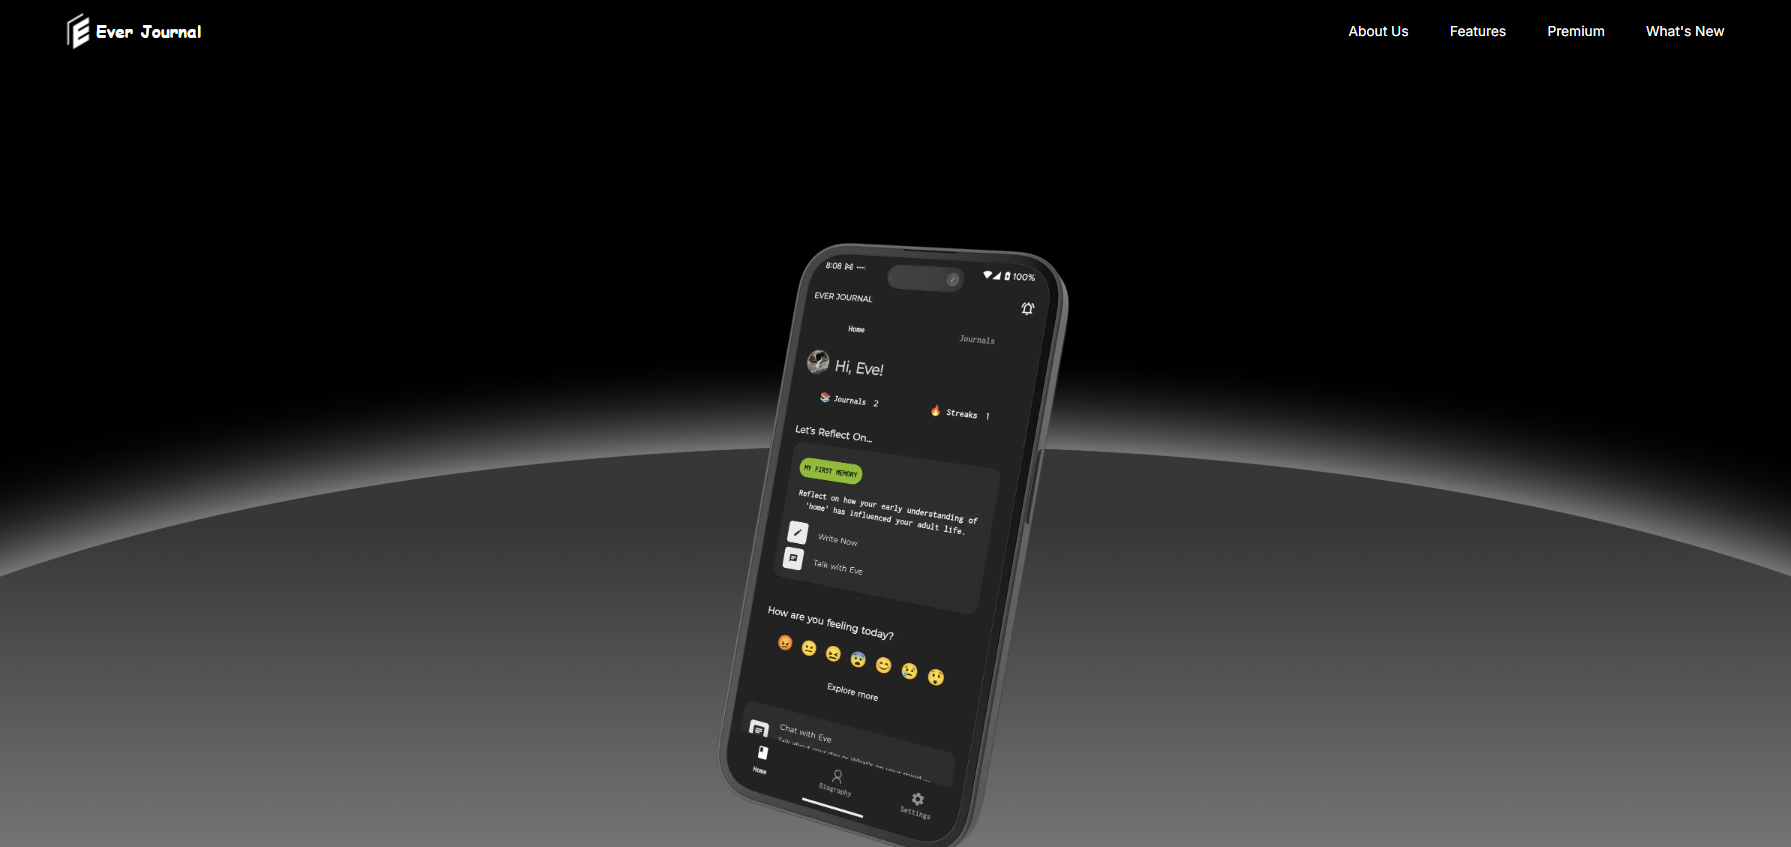 Ever Journal
About Us
Features
Premium
What's New
8:08
100%
EVER JOURNAL
Home
Journals
Hi, Eve!
Journals 2
Streaks 1
Let's Reflect On...
MY FIRST MEMORY
Reflect on how your early understanding of
'home' has influenced your adult life.
Write Now
Talk with Eve
How are you feeling today?
Explore more
Chat with Eve
Home
Biography
Settings